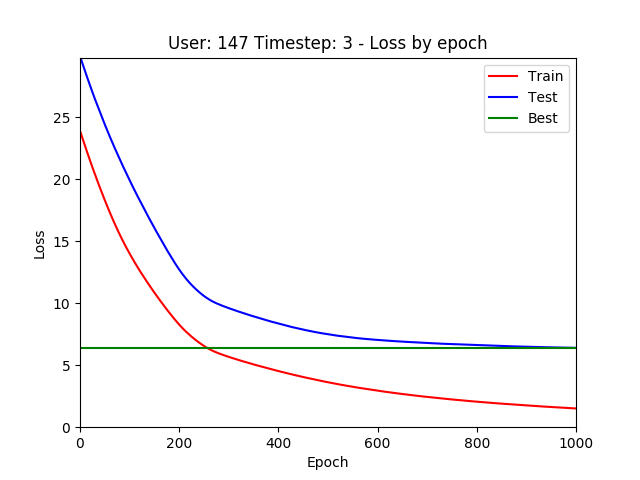 User: 147 Timestep: 3 - Loss by epoch
Train
Test
Best
Loss
25
20
15
10
5
0
0 200 400 600 800 1000
Epoch